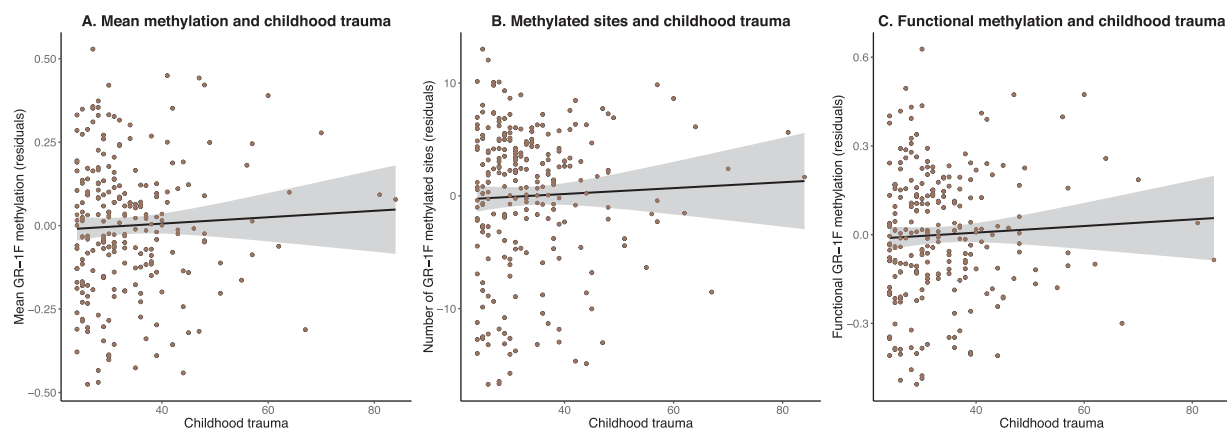 A. Mean methylation and childhood trauma
Mean GR−1F methylation (residuals)
0.50
0.25
0.00
−0.25
−0.50
40 60 80
Childhood trauma
B. Methylated sites and childhood trauma
Number of GR−1F methylated sites (residuals)
10
0
−10
40 60 80
Childhood trauma
C. Functional methylation and childhood trauma
Functional GR−1F methylation (residuals)
0.6
0.3
0.0
−0.3
40 60 80
Childhood trauma